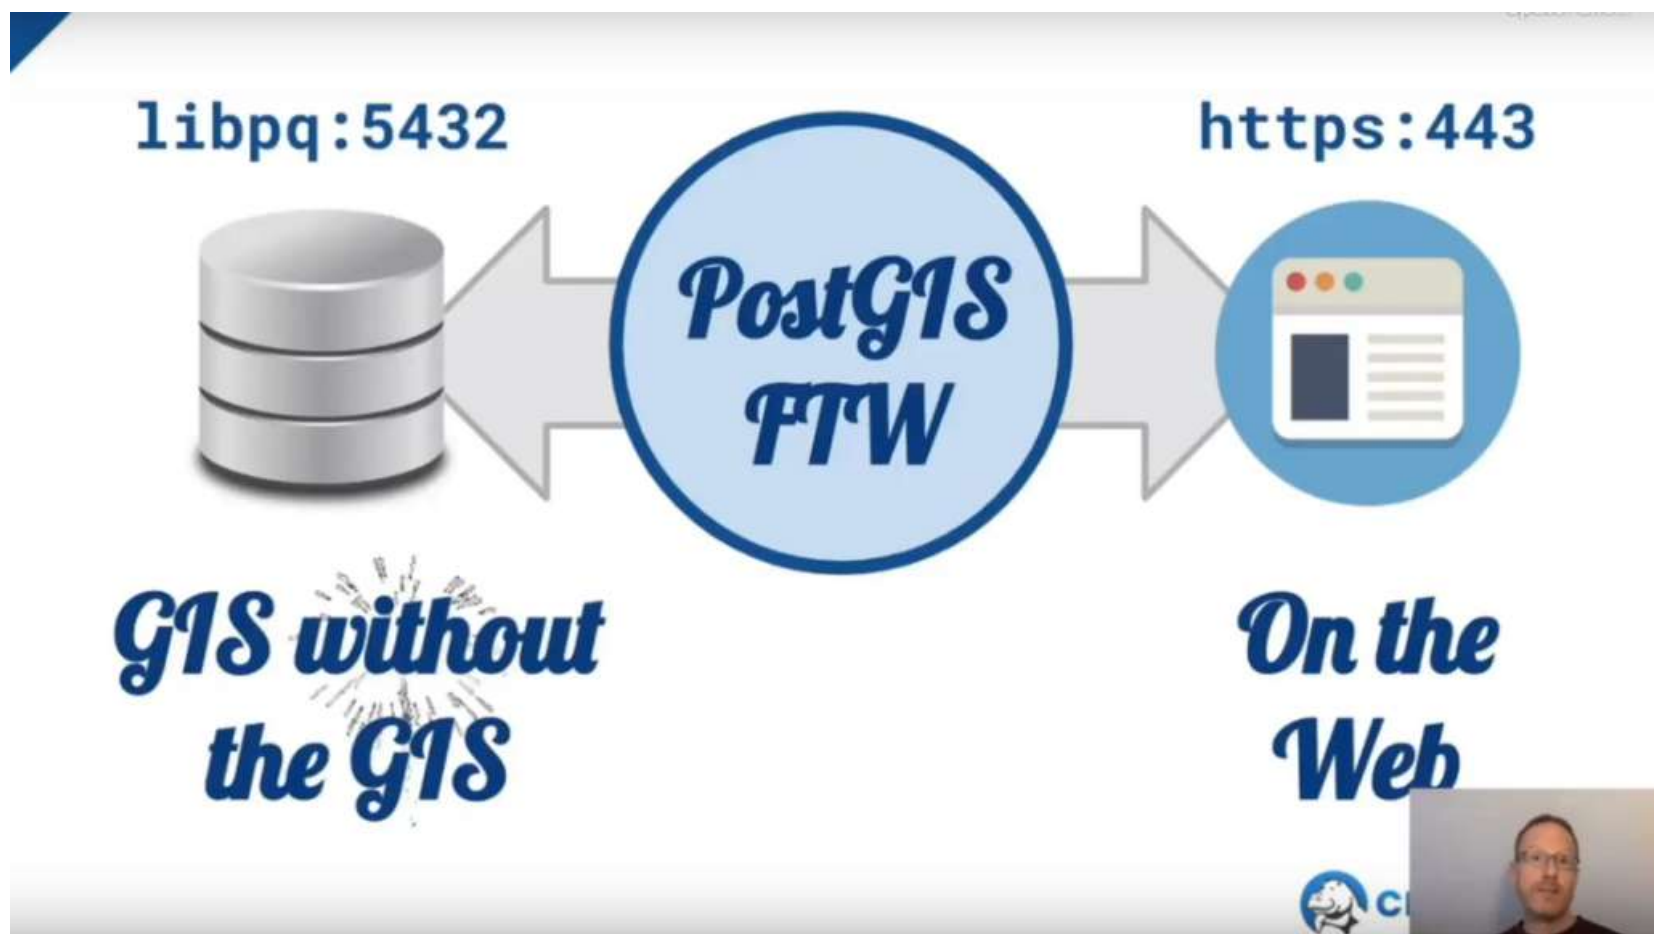 libpq:5432
https:443
PostGIS
FTW
GIS without
the GIS
On the
Web